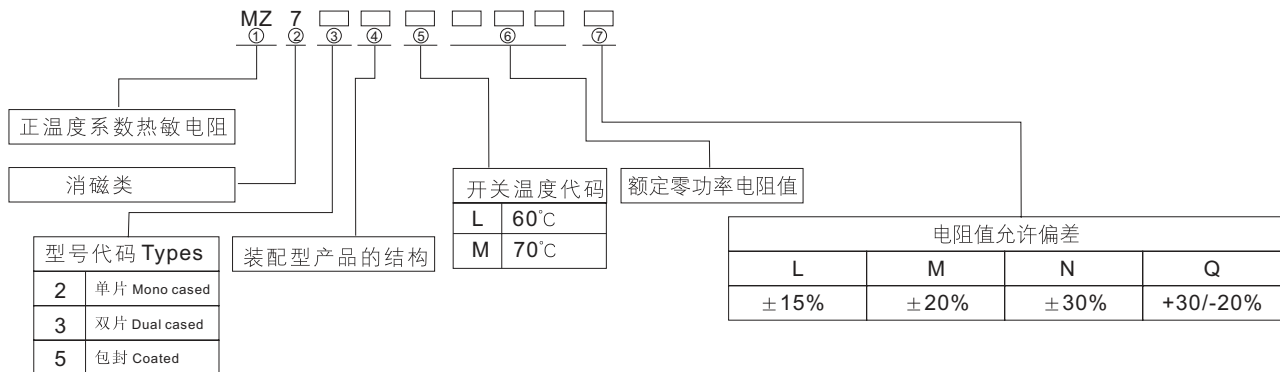 MZ 7 □ □ □ □ □ □ □
① ② ③ ④ ⑤ ⑥ ⑦
正温度系数热敏电阻
消磁类
型号代码 Types
2 单片 Mono cased
3 双片 Dual cased
5 包封 Coated
装配型产品的结构
开关温度代码
L 60℃
M 70℃
额定零功率电阻值
电阻值允许偏差
L M N Q
±15% ±20% ±30% +30/-20%